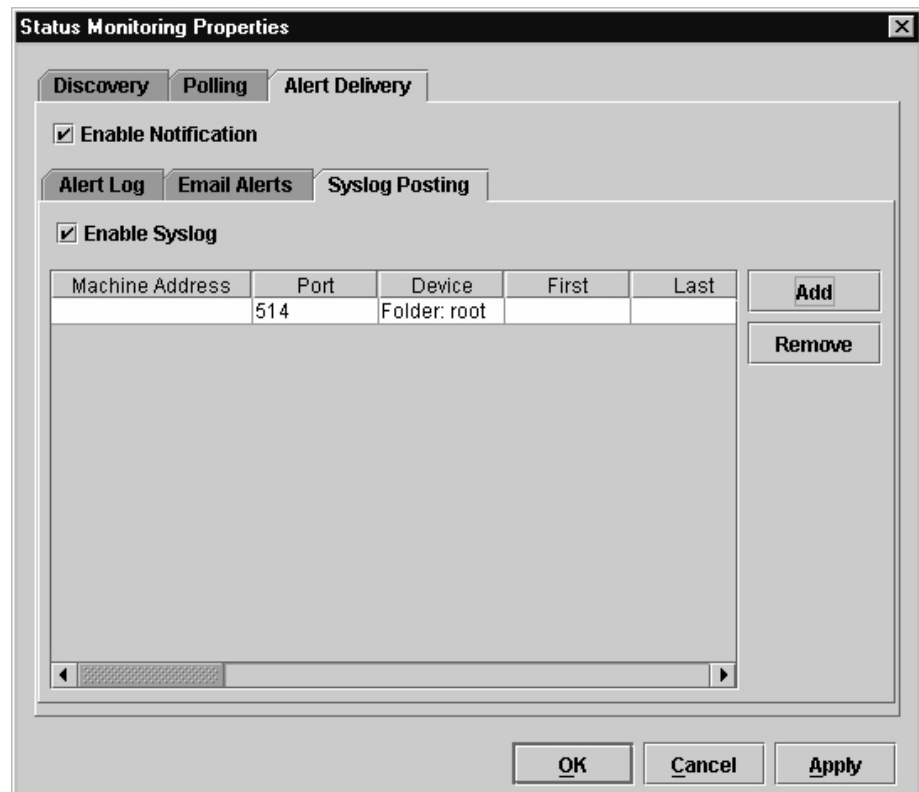 Status Monitoring Properties
Discovery Polling Alert Delivery
Enable Notification
Alert Log Email Alerts Syslog Posting
Enable Syslog
Machine Address Port Device First Last
514 Folder: root
Add
Remove
OK Cancel Apply